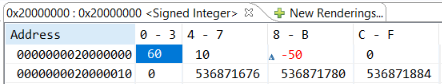 0x20000000 : 0x20000000 <Signed Integer> New Renderings...
Address 0 - 3 4 - 7 8 - B C - F
0000000020000000 60 10 -50 0
0000000020000010 0 536871676 536871780 536871884